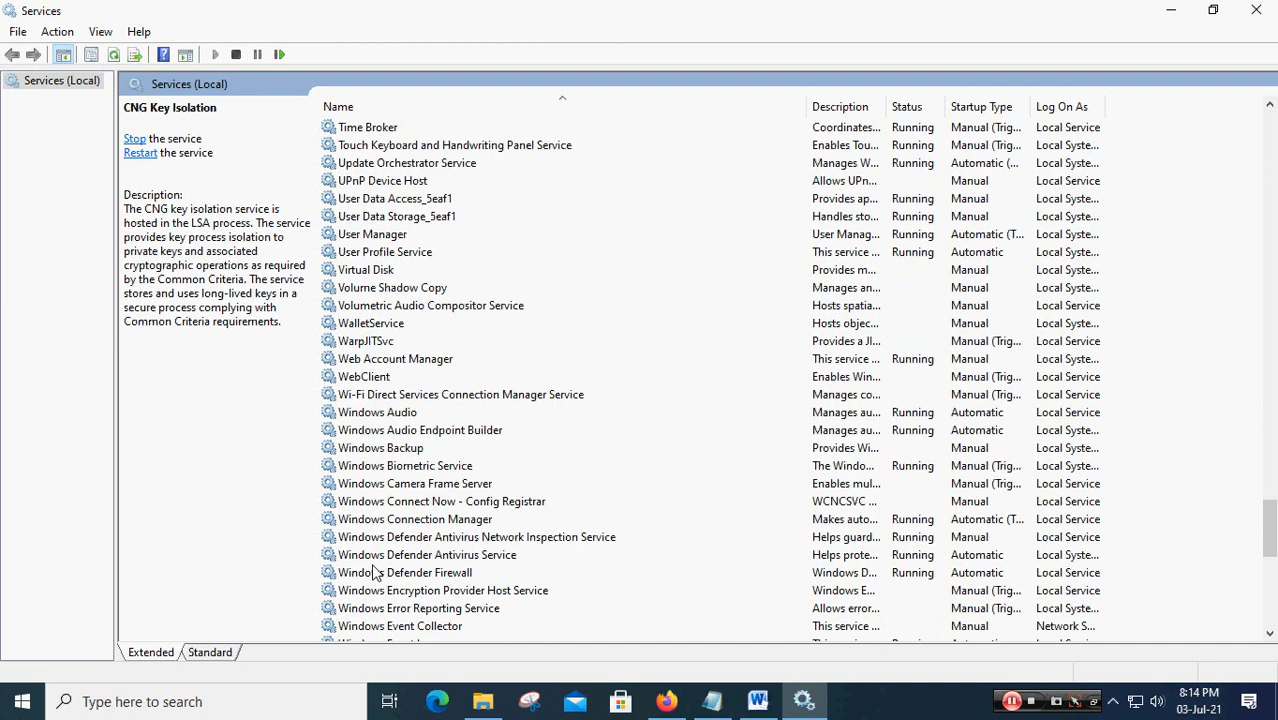 Services
File Action View Help
Services (Local)
Services (Local)
CNG Key Isolation
Stop the service
Restart the service
Description:
The CNG key isolation service is
hosted in the LSA process. The service
provides key process isolation to
private keys and associated
cryptographic operations as required
by the Common Criteria. The service
stores and uses long-lived keys in a
secure process complying with
Common Criteria requirements.
Name Description Status Startup Type Log On As
Time Broker Coordinates... Running Manual (Trig... Local Service
Touch Keyboard and Handwriting Panel Service Enables Tou... Running Manual (Trig... Local Syste...
Update Orchestrator Service Manages W... Running Automatic (... Local Syste...
UPnP Device Host Allows UPn... Manual Local Service
User Data Access_5eaf1 Provides ap... Running Manual Local Syste...
User Data Storage_5eaf1 Handles sto... Running Manual Local Syste...
User Manager User Manag... Running Automatic (T... Local Syste...
User Profile Service This service ... Running Automatic Local Syste...
Virtual Disk Provides m... Manual Local Syste...
Volume Shadow Copy Manages an... Manual Local Syste...
Volumetric Audio Compositor Service Hosts spatia... Manual Local Service
WalletService Hosts objec... Manual Local Syste...
WarpJITSvc Provides a JI... Manual (Trig... Local Service
Web Account Manager This service ... Running Manual Local Syste...
WebClient Enables Win... Manual (Trig... Local Service
Wi-Fi Direct Services Connection Manager Service Manages co... Manual (Trig... Local Service
Windows Audio Manages au... Running Automatic Local Service
Windows Audio Endpoint Builder Manages au... Running Automatic Local Syste...
Windows Backup Provides Wi... Manual Local Syste...
Windows Biometric Service The Windo... Running Manual (Trig... Local Syste...
Windows Camera Frame Server Enables mul... Manual (Trig... Local Service
Windows Connect Now - Config Registrar WCNCSVC ... Manual Local Service
Windows Connection Manager Makes auto... Running Automatic (T... Local Service
Windows Defender Antivirus Network Inspection Service Helps guard... Running Manual Local Service
Windows Defender Antivirus Service Helps prote... Running Automatic Local Syste...
Windows Defender Firewall Windows D... Running Automatic Local Service
Windows Encryption Provider Host Service Windows E... Manual (Trig... Local Service
Windows Error Reporting Service Allows error... Manual (Trig... Local Syste...
Windows Event Collector This service ... Manual Network S...
Extended Standard
Type here to search
8:14 PM
03-Jul-21